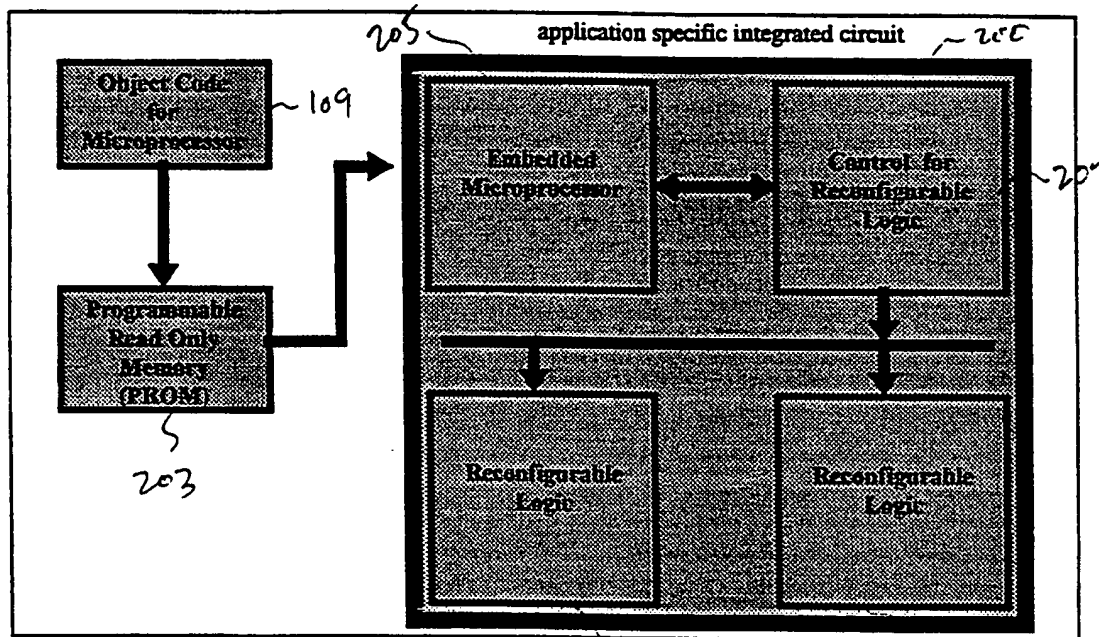 205
application specific integrated circuit
Object Code
for
Microprocessor
109
Embedded
Microprocessor
Control for
Reconfigurable
Logic
Programmable
Read Only
Memory
(PROM)
203
Reconfigurable
Logic
Reconfigurable
Logic